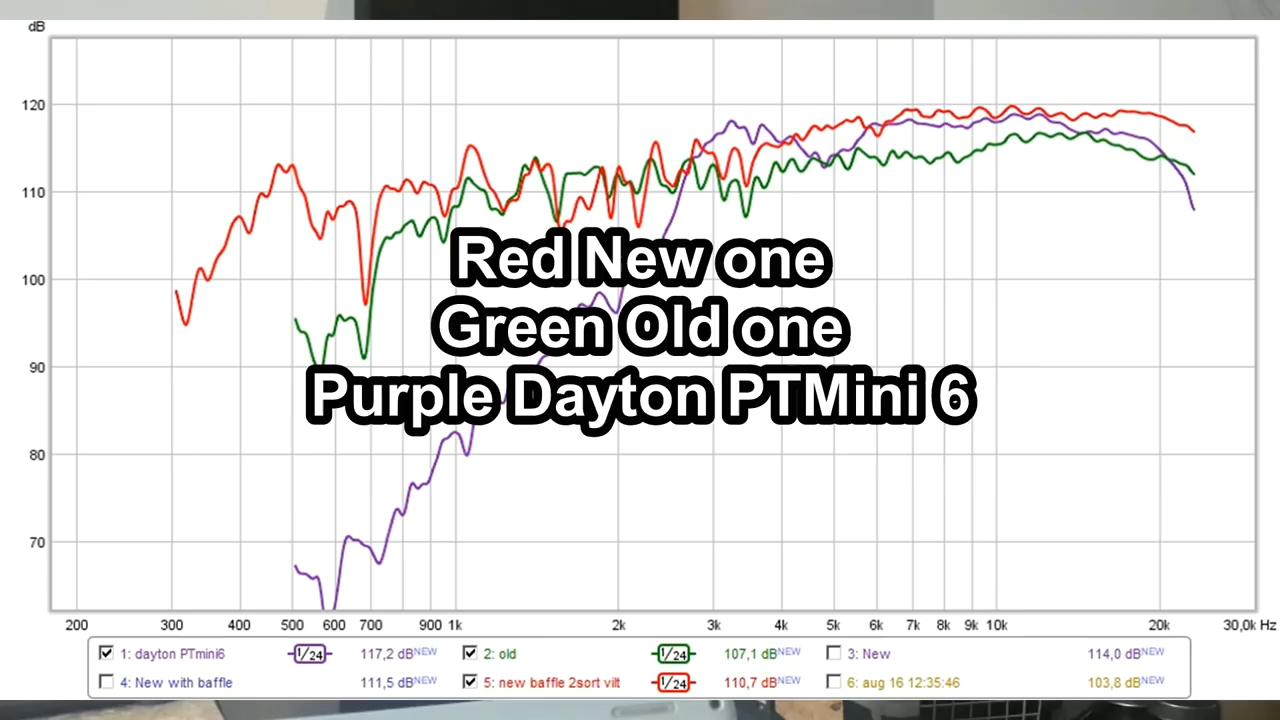 dB
120
110
Red New one
100
Green Old one
90
Purple Dayton PTMini 6
80
70
200 300 400 500 600 700 900 1k 2k 3k 4k 5k 6k 7k 8k 9k 10k 20k 30,0k Hz
1: dayton PTmini6 1/24 117,2 dB NEW 2: old 1/24 107,1 dB NEW 3: New 114,0 dB NEW
4: New with baffle 111,5 dB NEW 5: new baffle 2sort vilt 1/24 110,7 dB NEW 6: aug 16 12:35:46 103,8 dB NEW